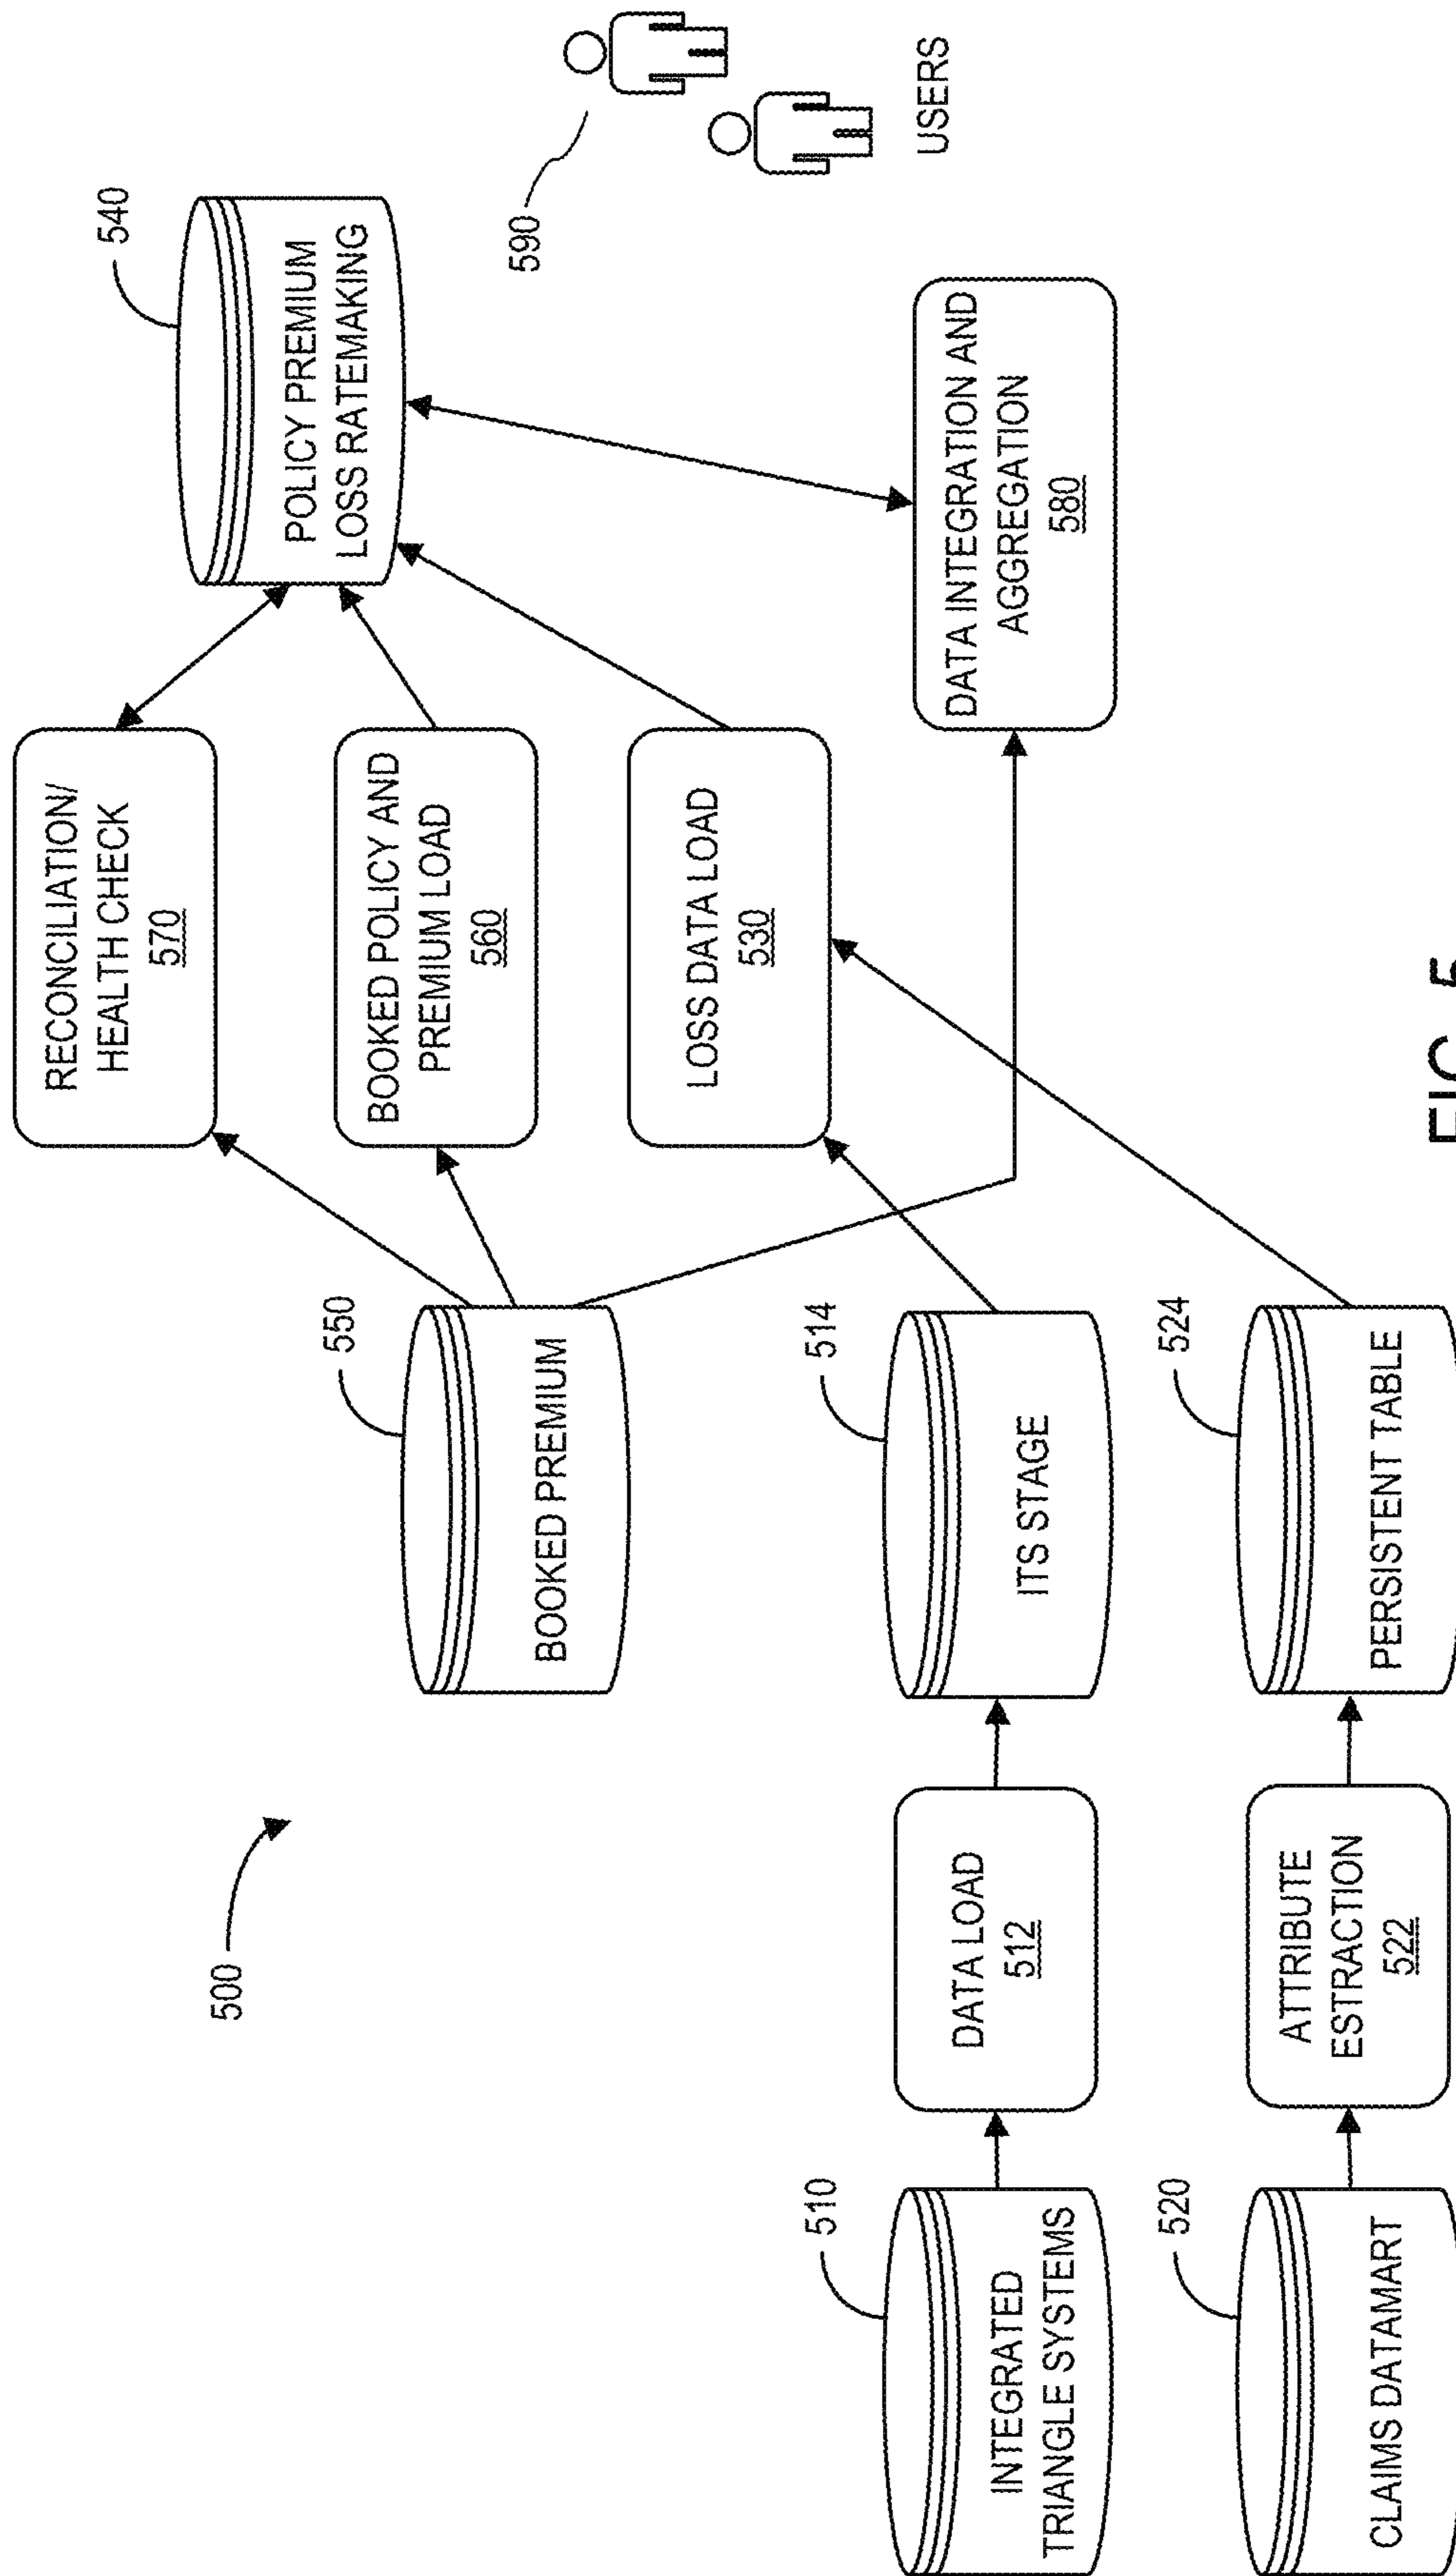 500
540
POLICY PREMIUM
LOSS RATEMAKING
590
USERS
RECONCILIATION/
HEALTH CHECK
570
550
BOOKED PREMIUM
BOOKED POLICY AND
PREMIUM LOAD
560
LOSS DATA LOAD
530
510
INTEGRATED
TRIANGLE SYSTEMS
DATA LOAD
512
514
ITS STAGE
DATA INTEGRATION AND
AGGREGATION
580
520
CLAIMS DATAMART
ATTRIBUTE
ESTRACTION
522
524
PERSISTENT TABLE
FIG. 5